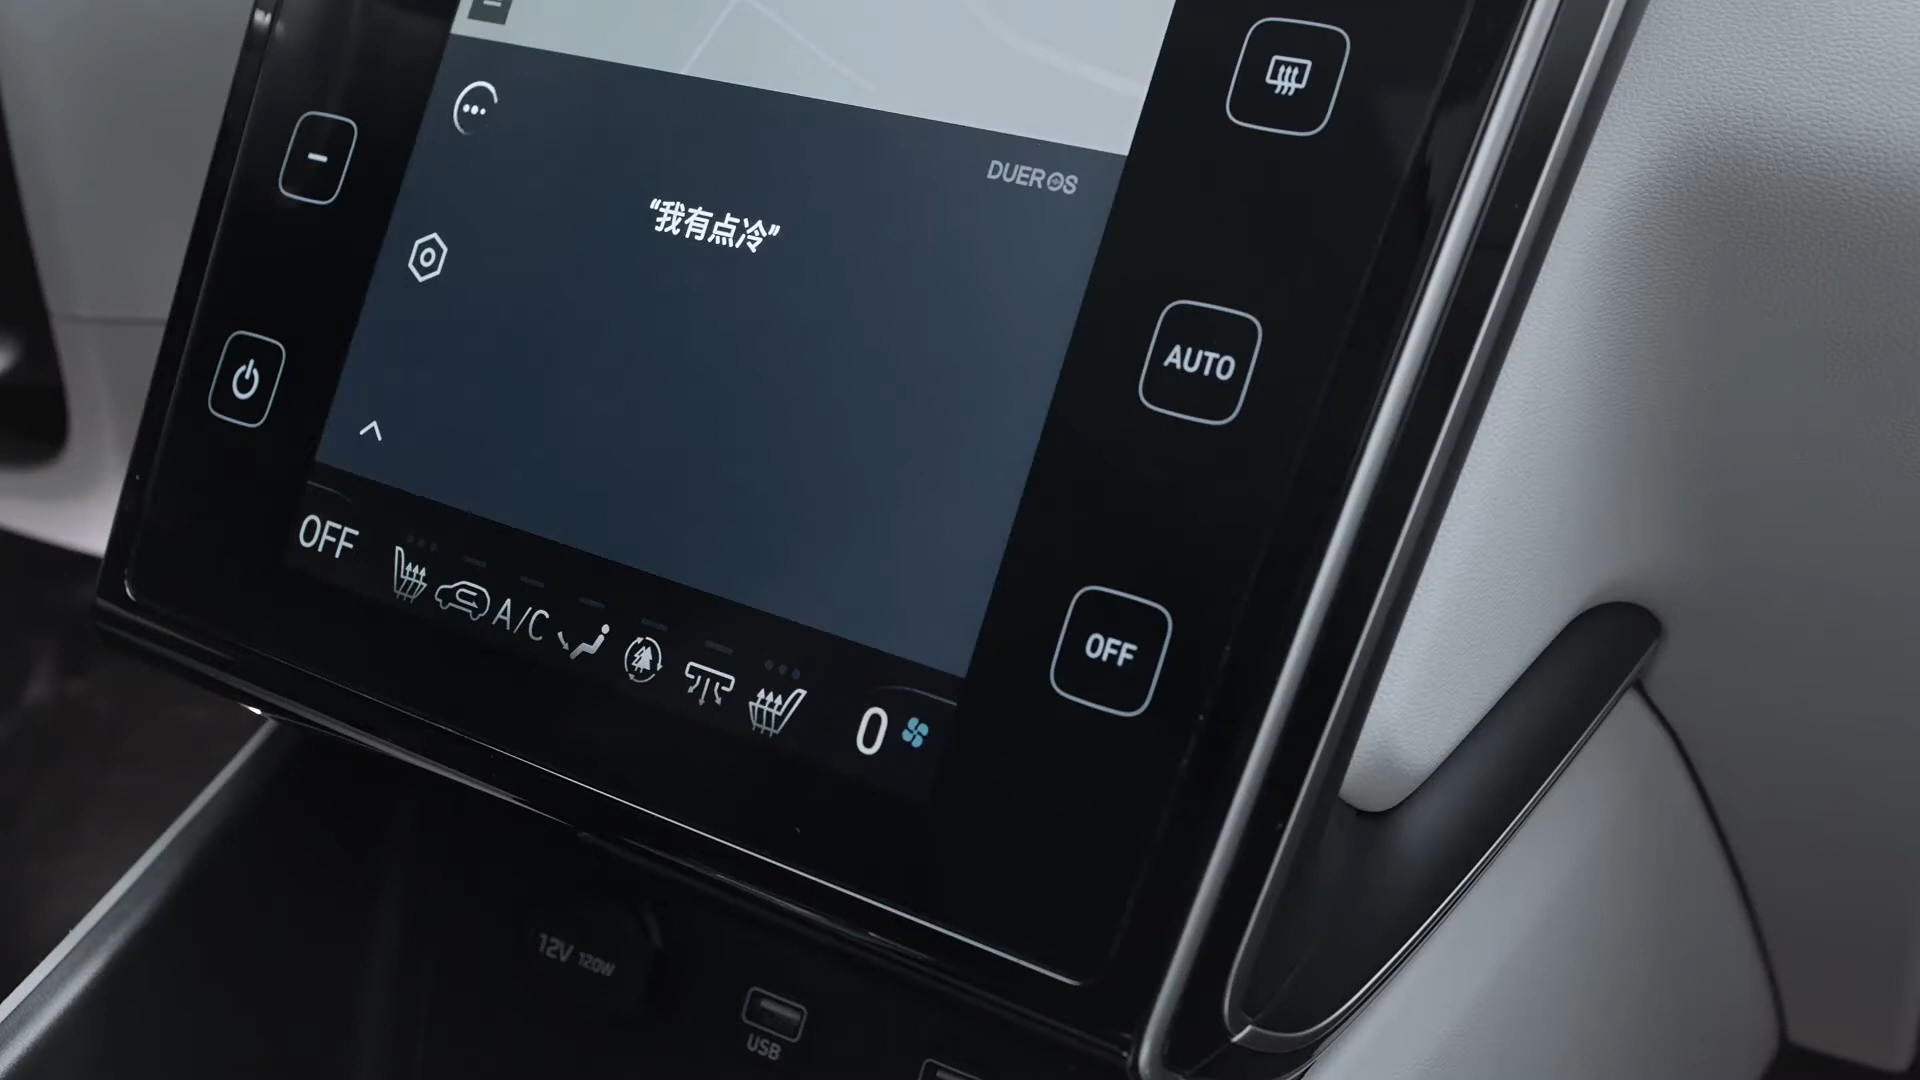 DUEROS
“我有点冷”
AUTO
OFF
A/C
0
OFF
12V 120W
USB